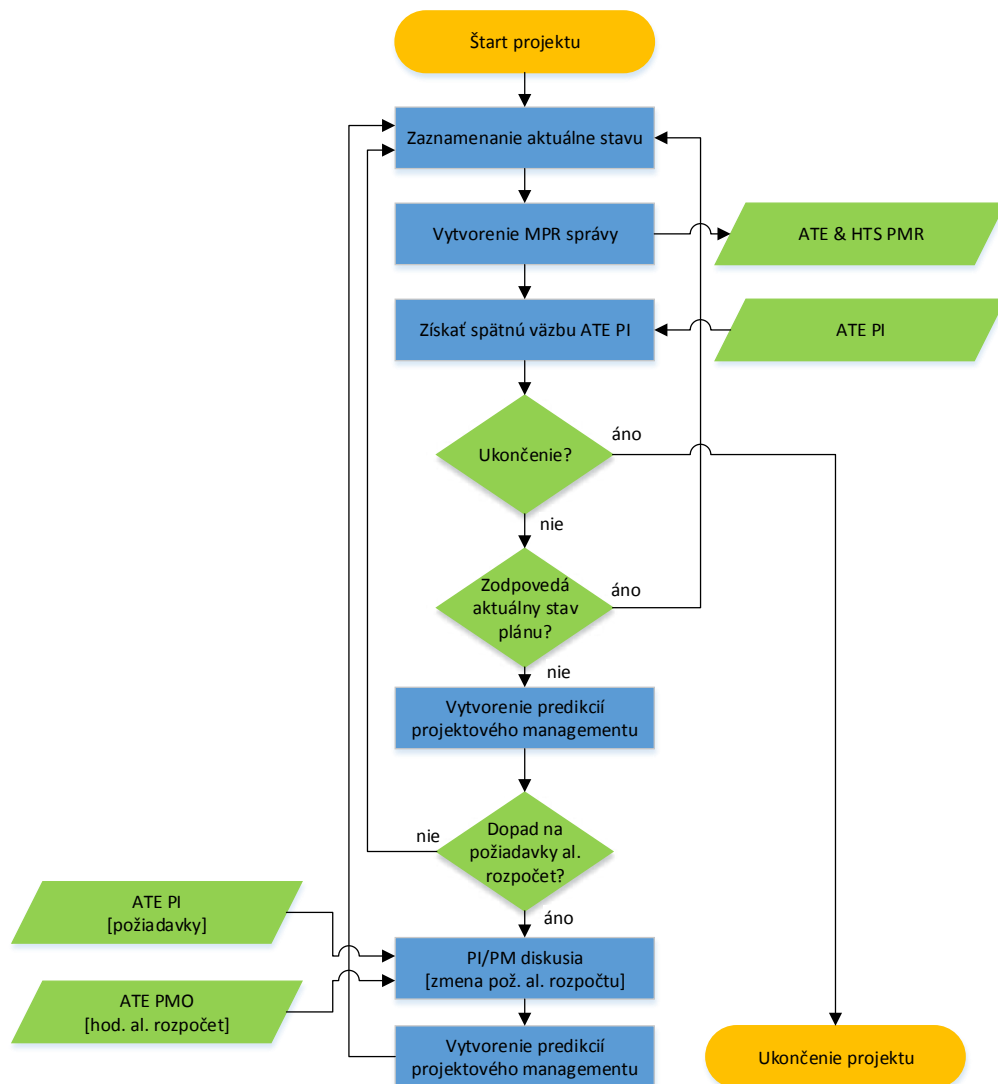 Štart projektu
Zaznamenanie aktuálne stavu
Vytvorenie MPR správy
ATE & HTS PMR
Získať spätnú väzbu ATE PI
ATE PI
áno
Ukončenie?
nie
Zodpovedá
aktuálny stav
plánu?
áno
nie
Vytvorenie predikcií
projektového managementu
nie
Dopad na
požiadavky al.
rozpočet?
áno
ATE PI
[požiadavky]
PI/PM diskusia
[zmena pož. al. rozpočtu]
ATE PMO
[hod. al. rozpočet]
Vytvorenie predikcií
projektového managementu
Ukončenie projektu